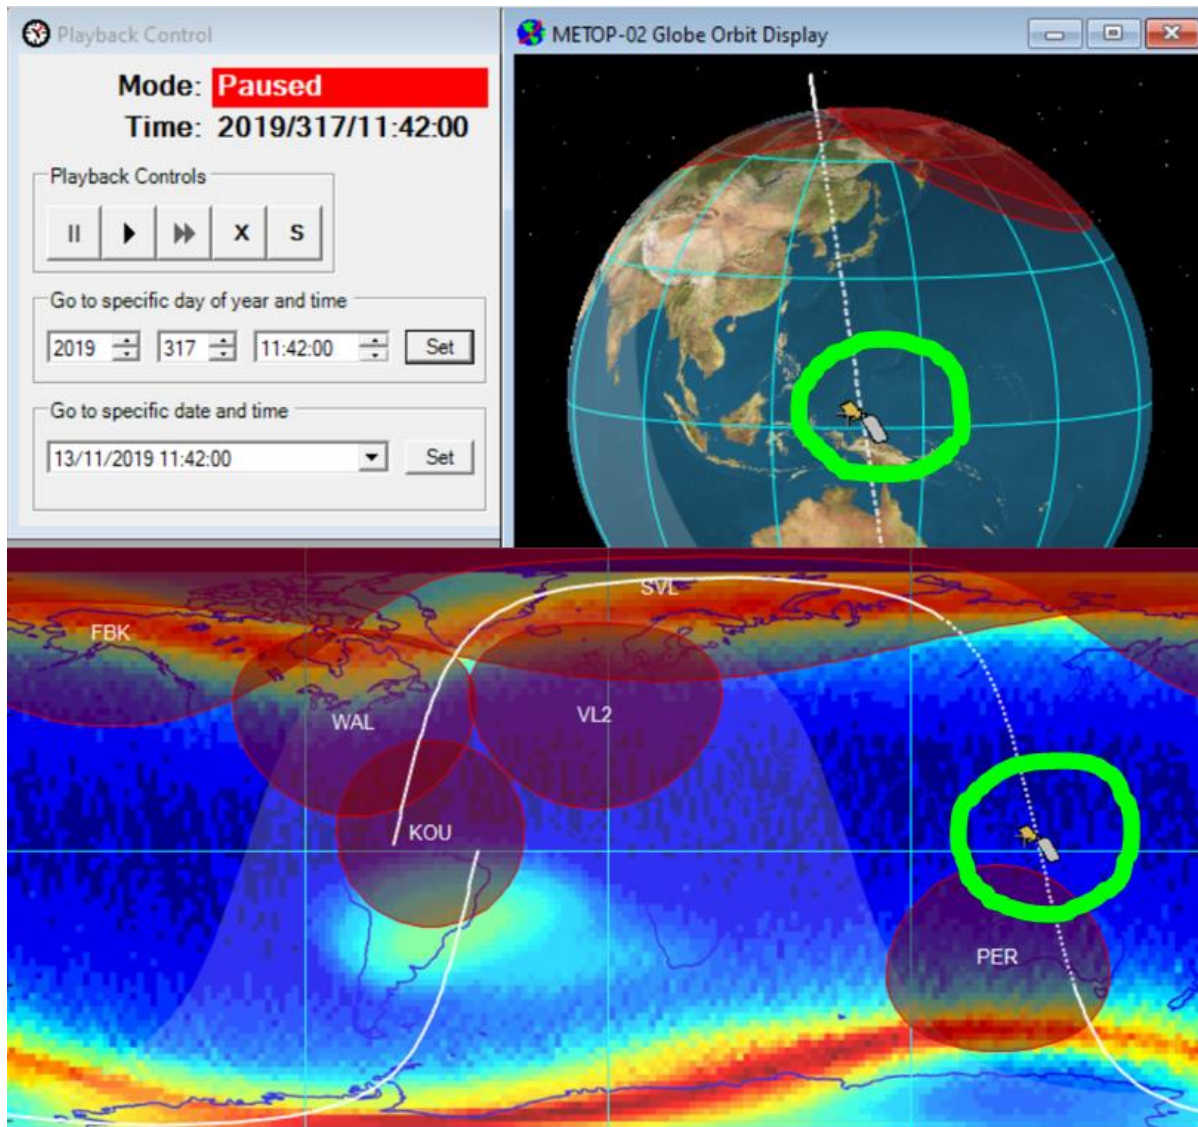 Playback Control
Mode: Paused
Time: 2019/317/11:42:00
Playback Controls
X S
Go to specific day of year and time
2019 317 11:42:00 Set
Go to specific date and time
13/11/2019 11:42:00 Set
METOP-02 Globe Orbit Display
SVL
FBK
WAL
VL2
KOU
PER